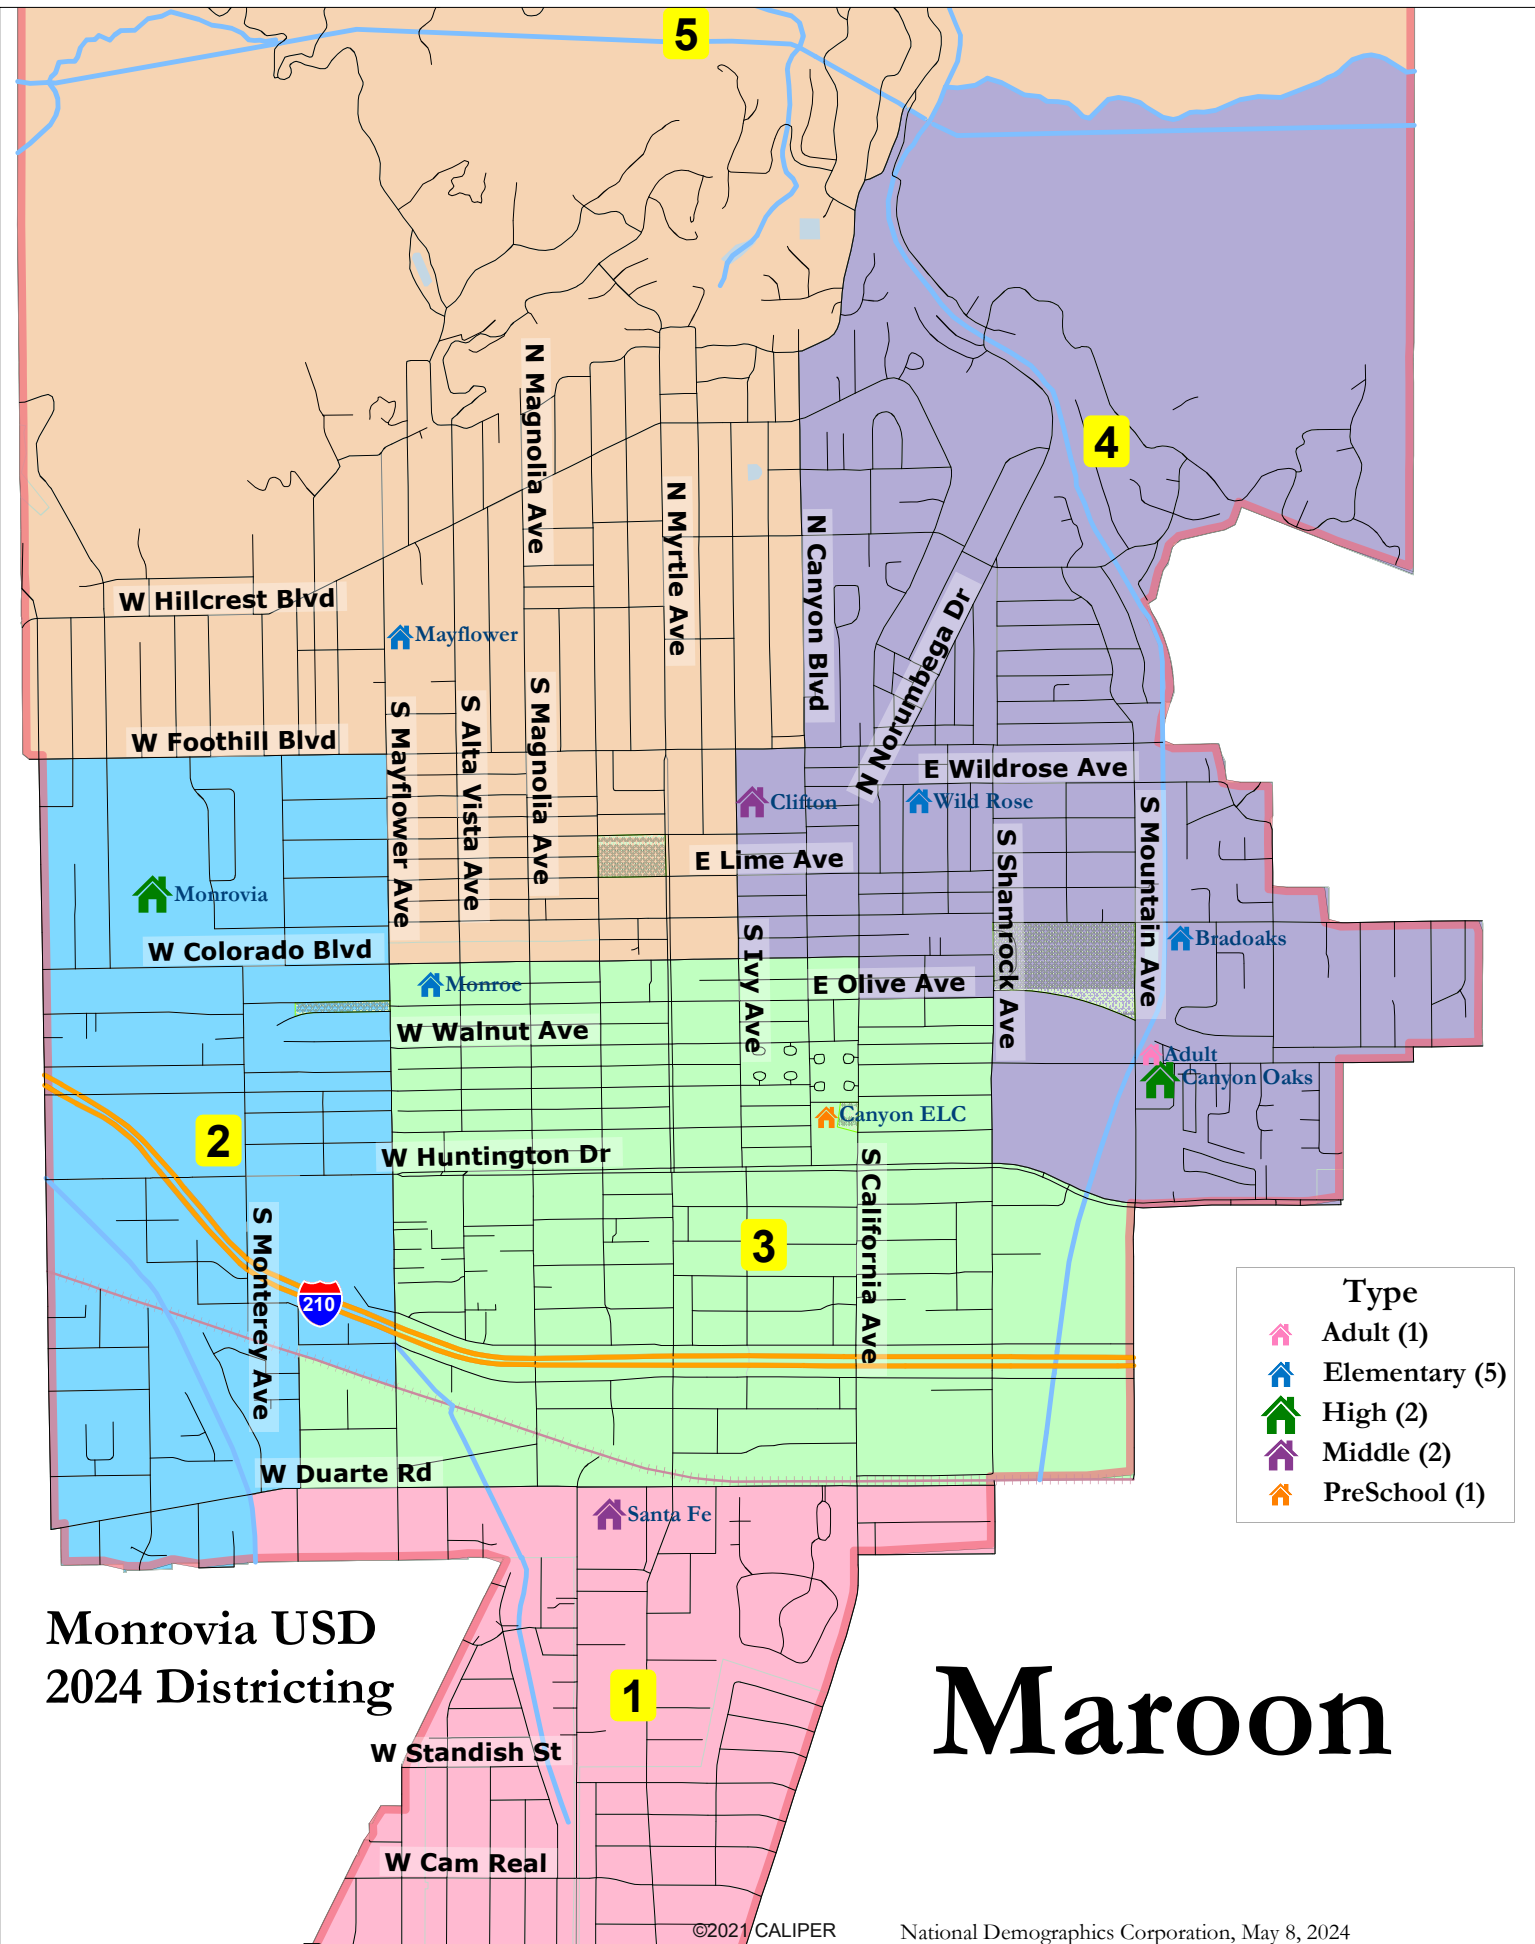 5
4
N Magnolia Ave
N Myrtle Ave
N Canyon Blvd
N Norumbega Dr
W Hillcrest Blvd
Mayflower
S Mayflower Ave
S Alta Vista Ave
S Magnolia Ave
W Foothill Blvd
E Wildrose Ave
Clifton
Wild Rose
S Shamrock Ave
S Mountain Ave
E Lime Ave
Monrovia
W Colorado Blvd
S Ivy Ave
Bradoaks
Monroe
E Olive Ave
W Walnut Ave
Adult
Canyon Oaks
Canyon ELC
2
W Huntington Dr
S California Ave
S Monterey Ave
3
210
Type
Adult (1)
Elementary (5)
High (2)
Middle (2)
PreSchool (1)
W Duarte Rd
Santa Fe
Monrovia USD
2024 Districting
1
Maroon
W Standish St
W Cam Real
©2021 CALIPER
National Demographics Corporation, May 8, 2024